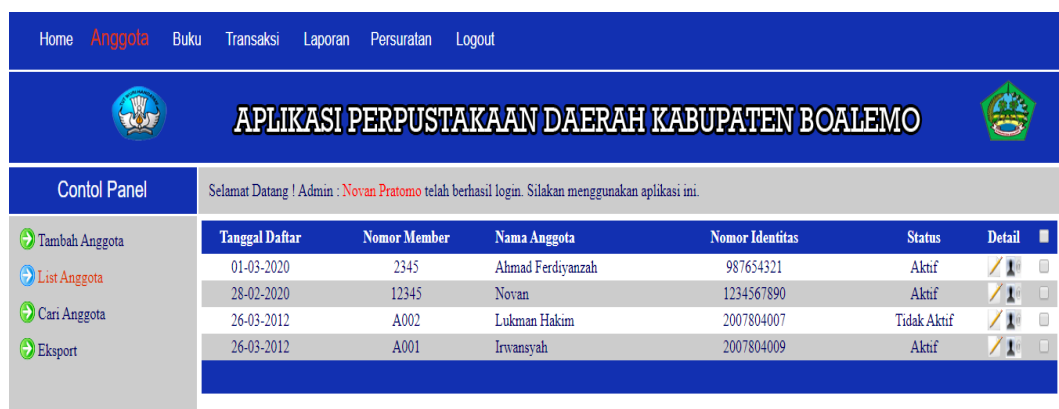 Home Anggota Buku Transaksi Laporan Persuratan Logout
APLIKASI PERPUSTAKAAN DAERAH KABUPATEN BOALEMO
Contol Panel
Selamat Datang ! Admin : Novan Pratomo telah berhasil login. Silakan menggunakan aplikasi ini.
Tambah Anggota
List Anggota
Cari Anggota
Eksport
Tanggal Daftar Nomor Member Nama Anggota Nomor Identitas Status Detail
01-03-2020 2345 Ahmad Ferdiyanzah 987654321 Aktif
28-02-2020 12345 Novan 1234567890 Aktif
26-03-2012 A002 Lukman Hakim 2007804007 Tidak Aktif
26-03-2012 A001 Irwansyah 2007804009 Aktif